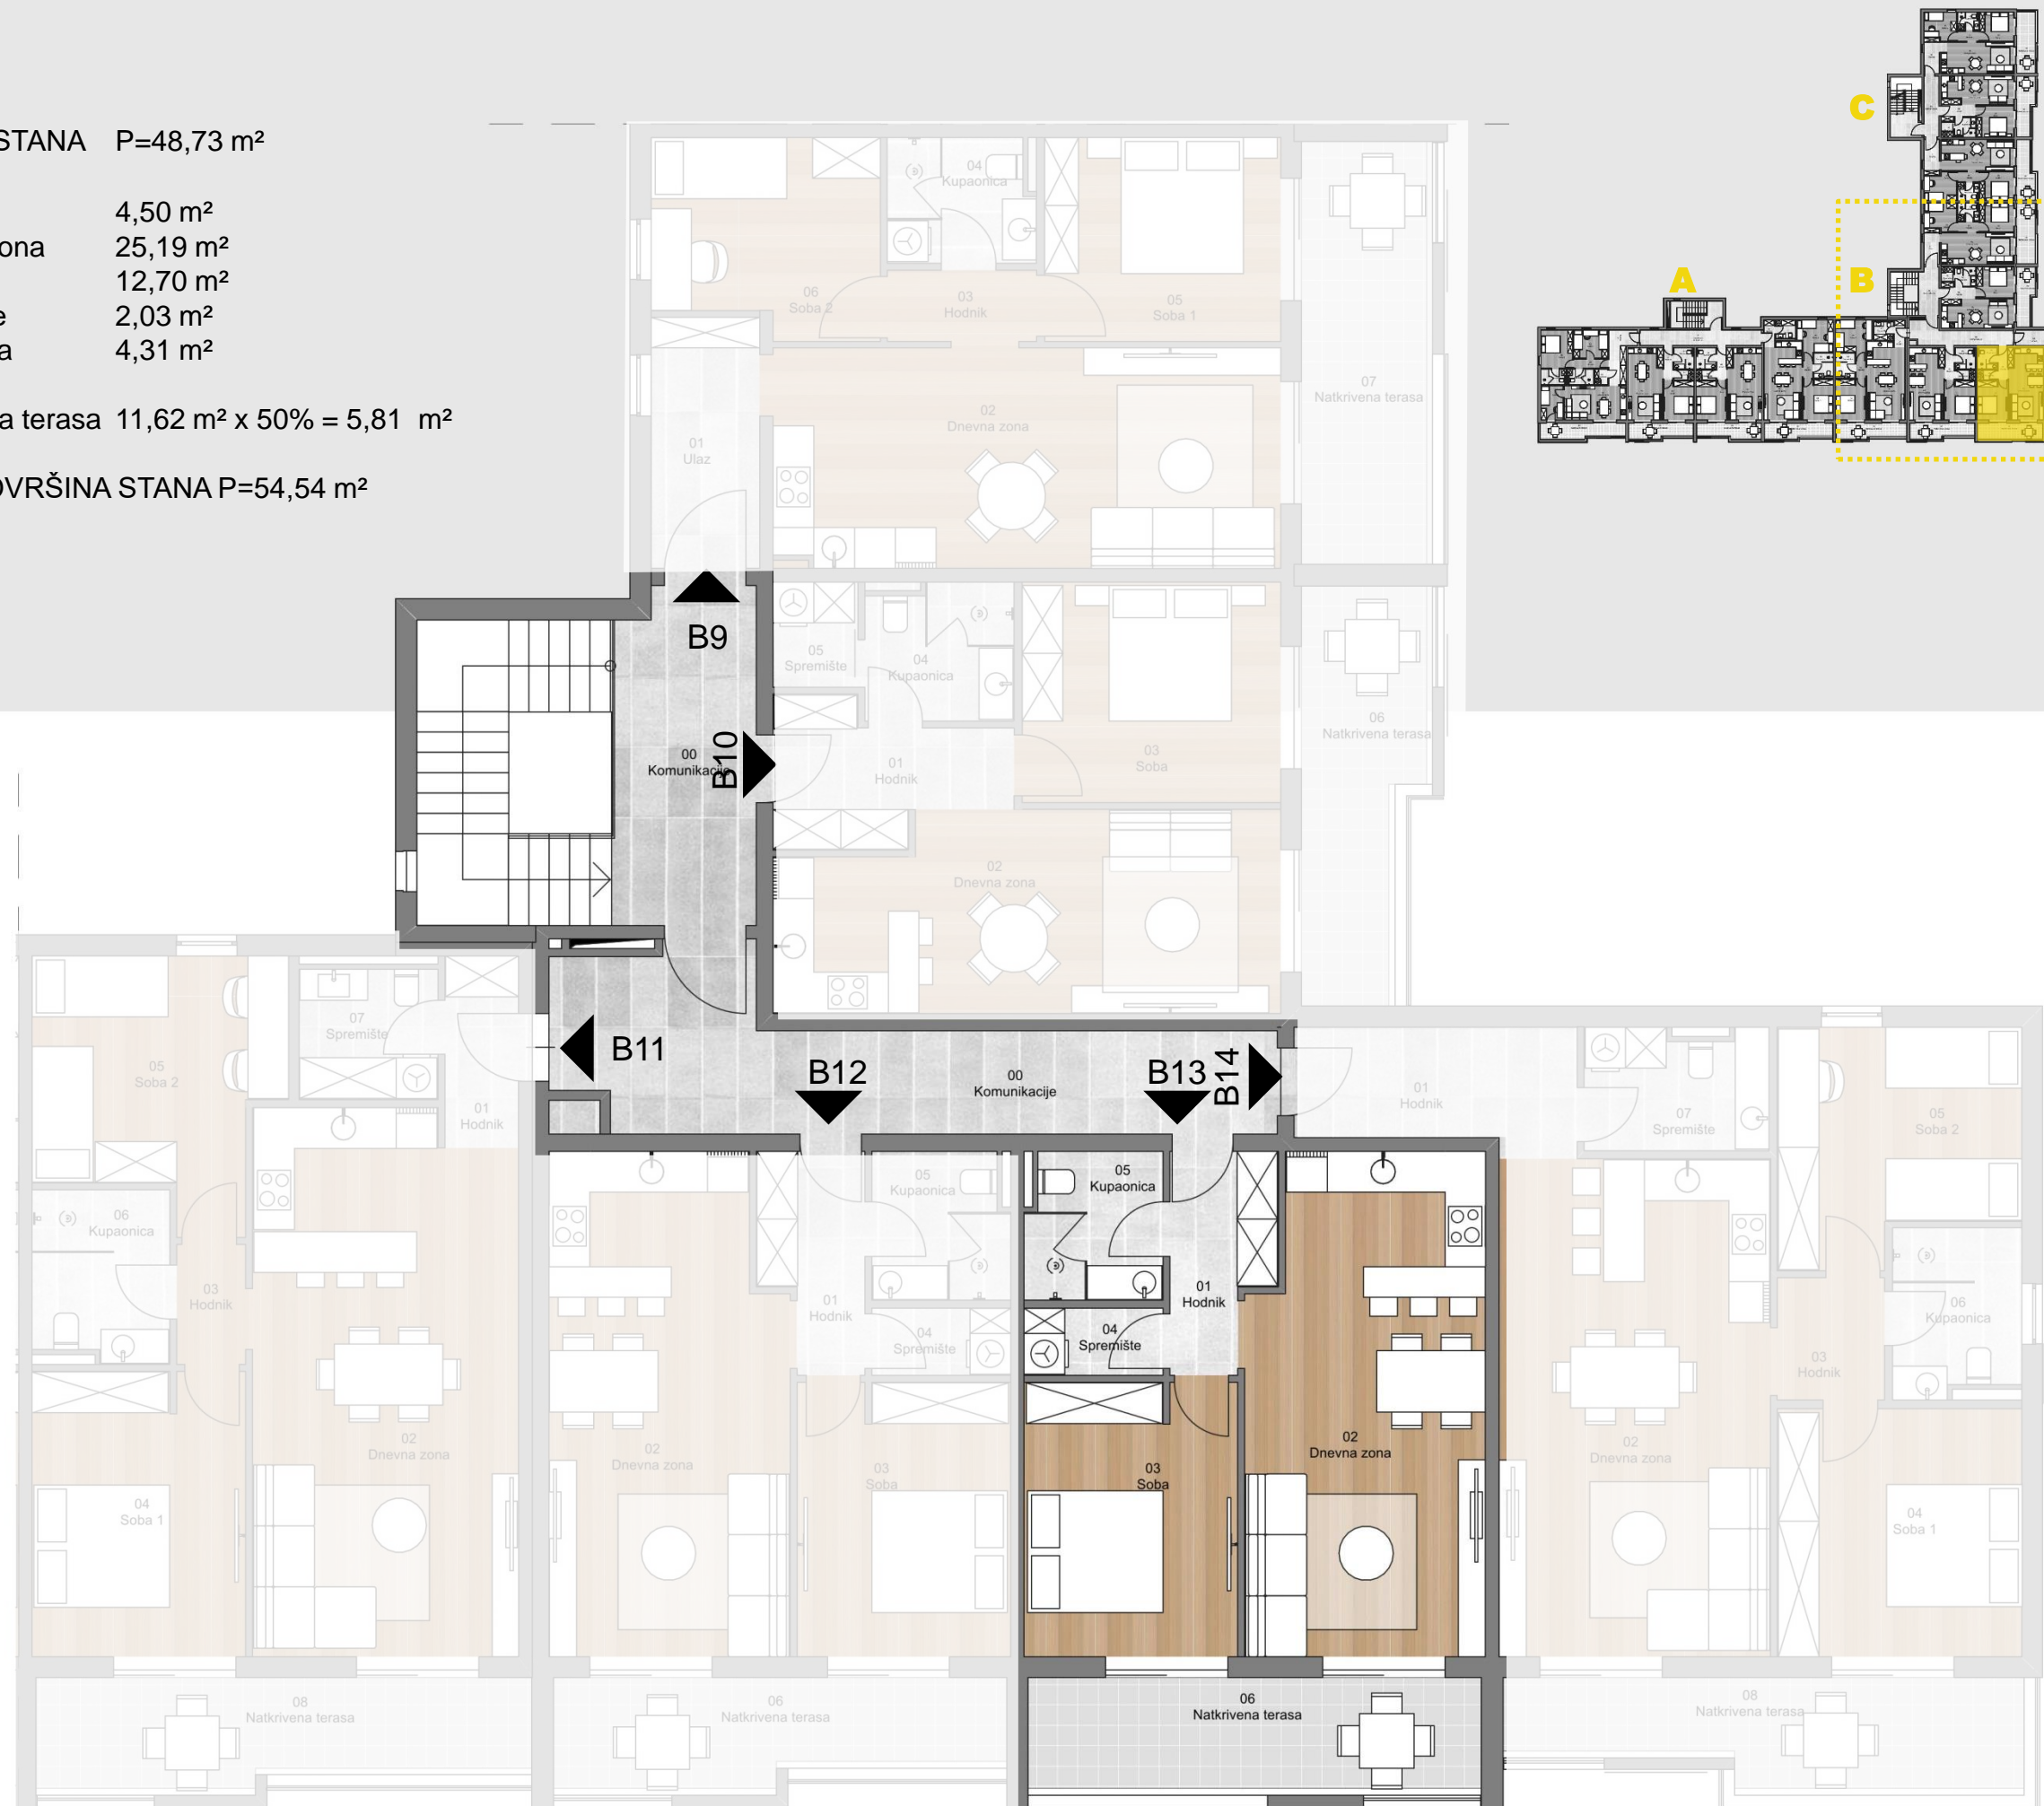 STANA P=48,73 m²
4,50 m²
ona 25,19 m²
12,70 m²
e 2,03 m²
a 4,31 m²
a terasa 11,62 m² x 50% = 5,81 m²
OVRŠINA STANA P=54,54 m²
C
A
B
04
Kupaonica
06
Soba 2
03
Hodnik
05
Soba 1
07
Natkrivena terasa
02
Dnevna zona
01
Ulaz
B9
05
Spremište
04
Kupaonica
06
Natkrivena terasa
00
Komunikacije
B10
01
Hodnik
03
Soba
02
Dnevna zona
07
Spremište
05
Soba 2
01
Hodnik
B11
B12
00
Komunikacije
B13
B14
01
Hodnik
07
Spremište
05
Soba 2
06
Kupaonica
03
Hodnik
05
Kupaonica
01
Hodnik
04
Spremište
05
Kupaonica
01
Hodnik
04
Spremište
06
Kupaonica
03
Hodnik
02
Dnevna zona
04
Soba 1
02
Dnevna zona
03
Soba
03
Soba
02
Dnevna zona
02
Dnevna zona
04
Soba 1
08
Natkrivena terasa
06
Natkrivena terasa
06
Natkrivena terasa
08
Natkrivena terasa